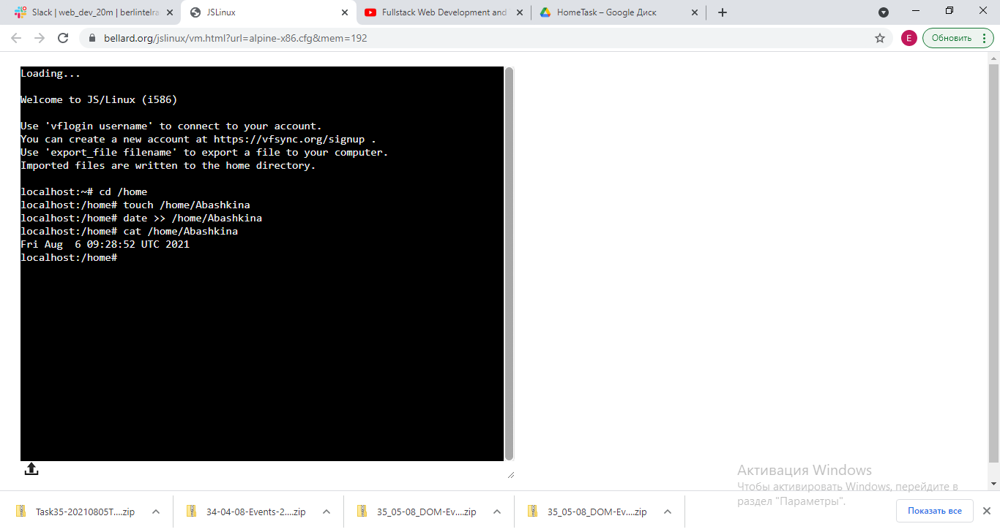 Slack | web_dev_20m | berlintelra
JSLinux
Fullstack Web Development and
HomeTask – Google Диск
bellard.org/jslinux/vm.html?url=alpine-x86.cfg&mem=192
E
Обновить
Loading...
Welcome to JS/Linux (i586)
Use 'vflogin username' to connect to your account.
You can create a new account at https://vfsync.org/signup .
Use 'export_file filename' to export a file to your computer.
Imported files are written to the home directory.
localhost:~# cd /home
localhost:/home# touch /home/Abashkina
localhost:/home# date >> /home/Abashkina
localhost:/home# cat /home/Abashkina
Fri Aug  6 09:28:52 UTC 2021
localhost:/home#
Активация Windows
Чтобы активировать Windows, перейдите в
раздел "Параметры".
Task35-20210805T....zip
34-04-08-Events-2....zip
35_05-08_DOM-Ev....zip
35_05-08_DOM-Ev....zip
Показать все